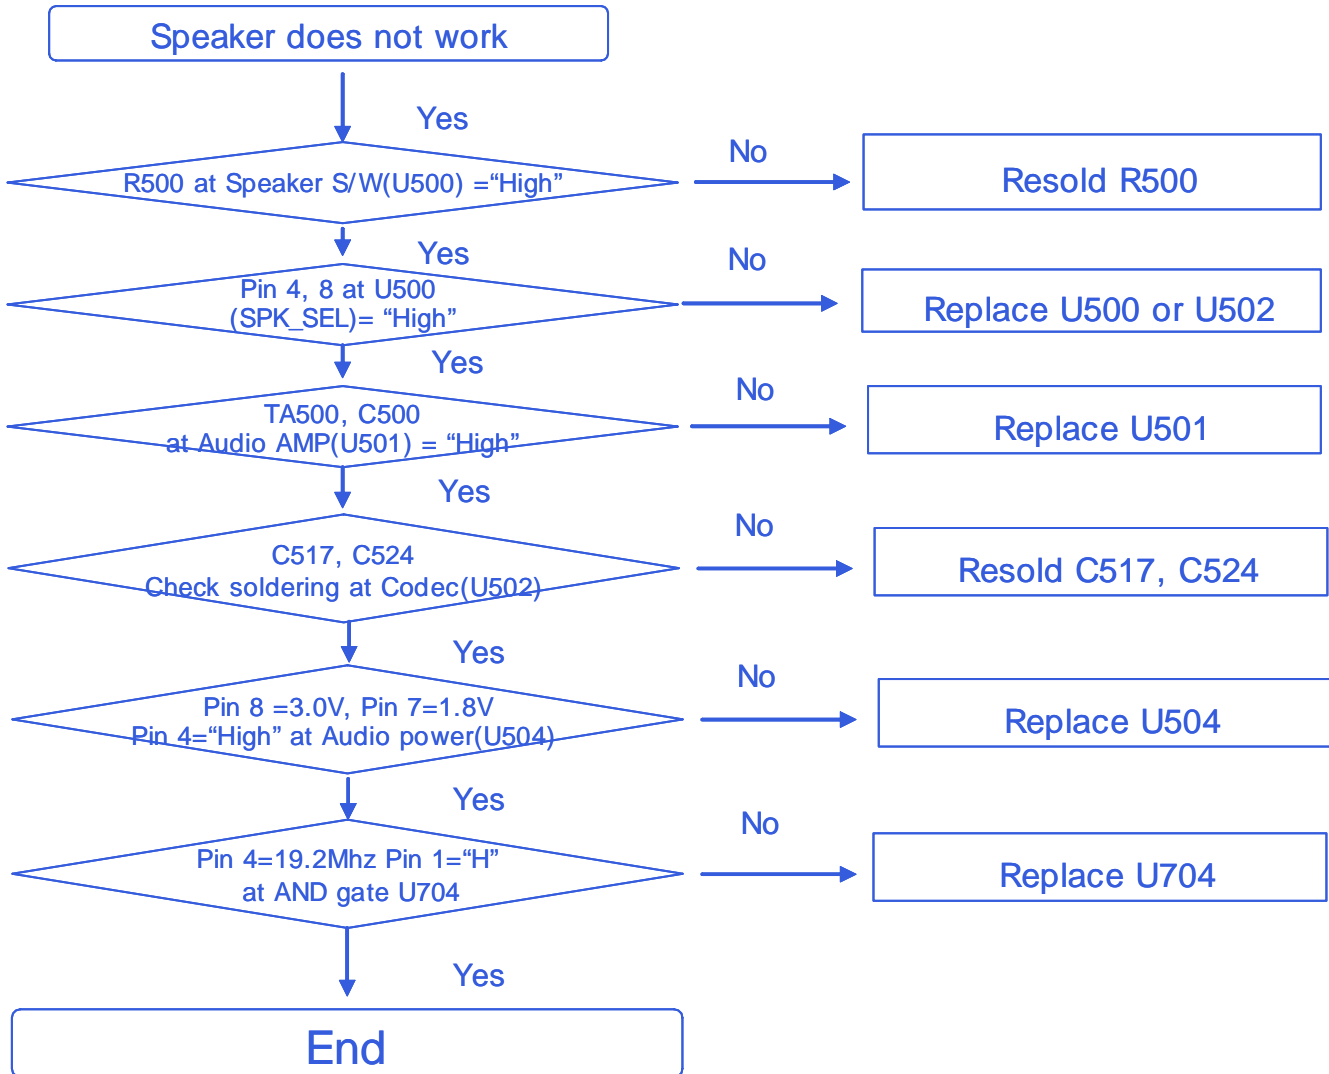 Speaker does not work
Yes
No
R500 at Speaker S/W(U500) =“High”
Resold R500
Yes
No
Pin 4, 8 at U500
(SPK_SEL)= “High”
Replace U500 or U502
Yes
No
TA500, C500
at Audio AMP(U501) = “High”
Replace U501
Yes
No
C517, C524
Check soldering at Codec(U502)
Resold C517, C524
Yes
No
Pin 8 =3.0V, Pin 7=1.8V
Pin 4=“High” at Audio power(U504)
Replace U504
Yes
No
Pin 4=19.2Mhz Pin 1=“H”
at AND gate U704
Replace U704
Yes
End